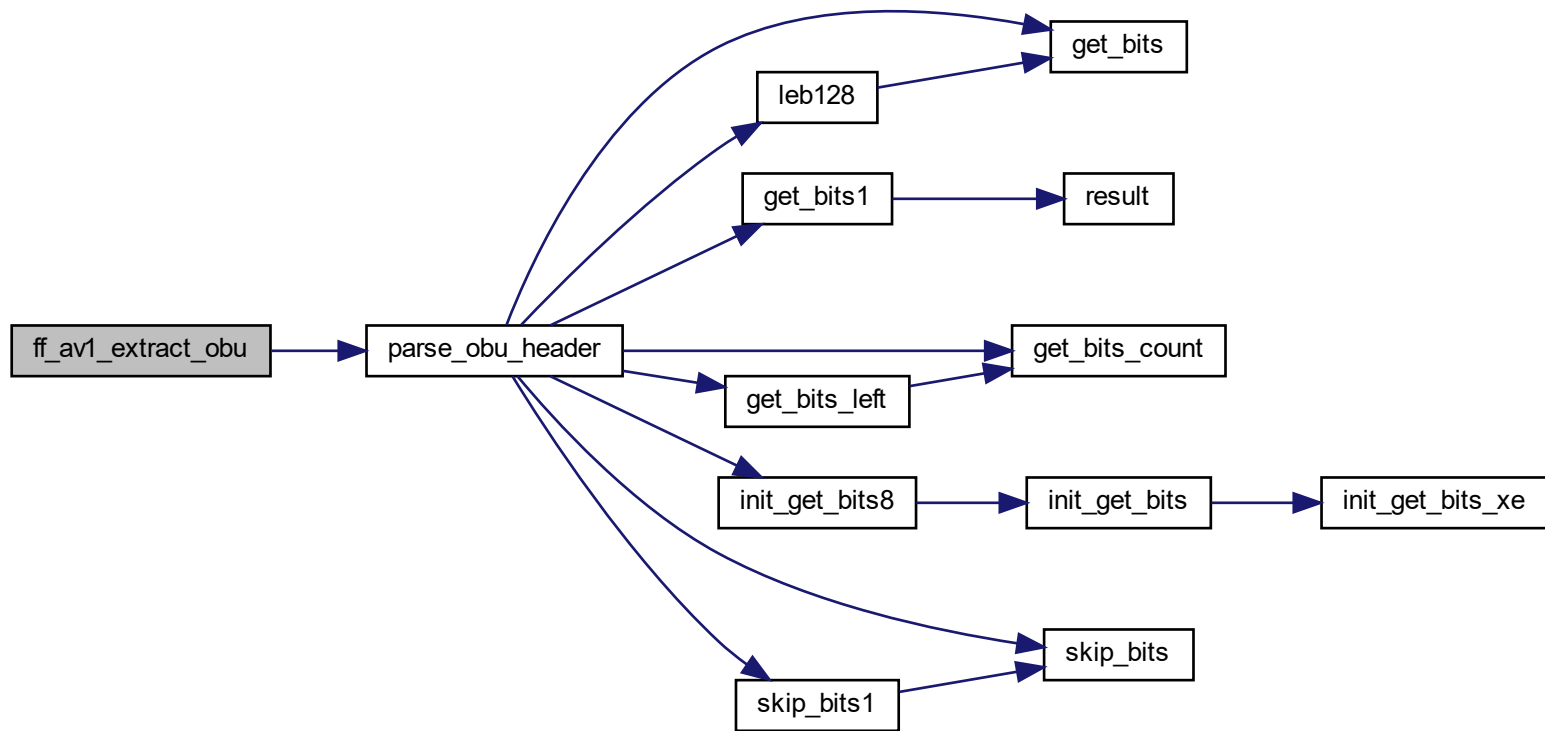 get_bits
leb128
get_bits1
result
ff_av1_extract_obu
parse_obu_header
get_bits_count
get_bits_left
init_get_bits8
init_get_bits
init_get_bits_xe
skip_bits
skip_bits1